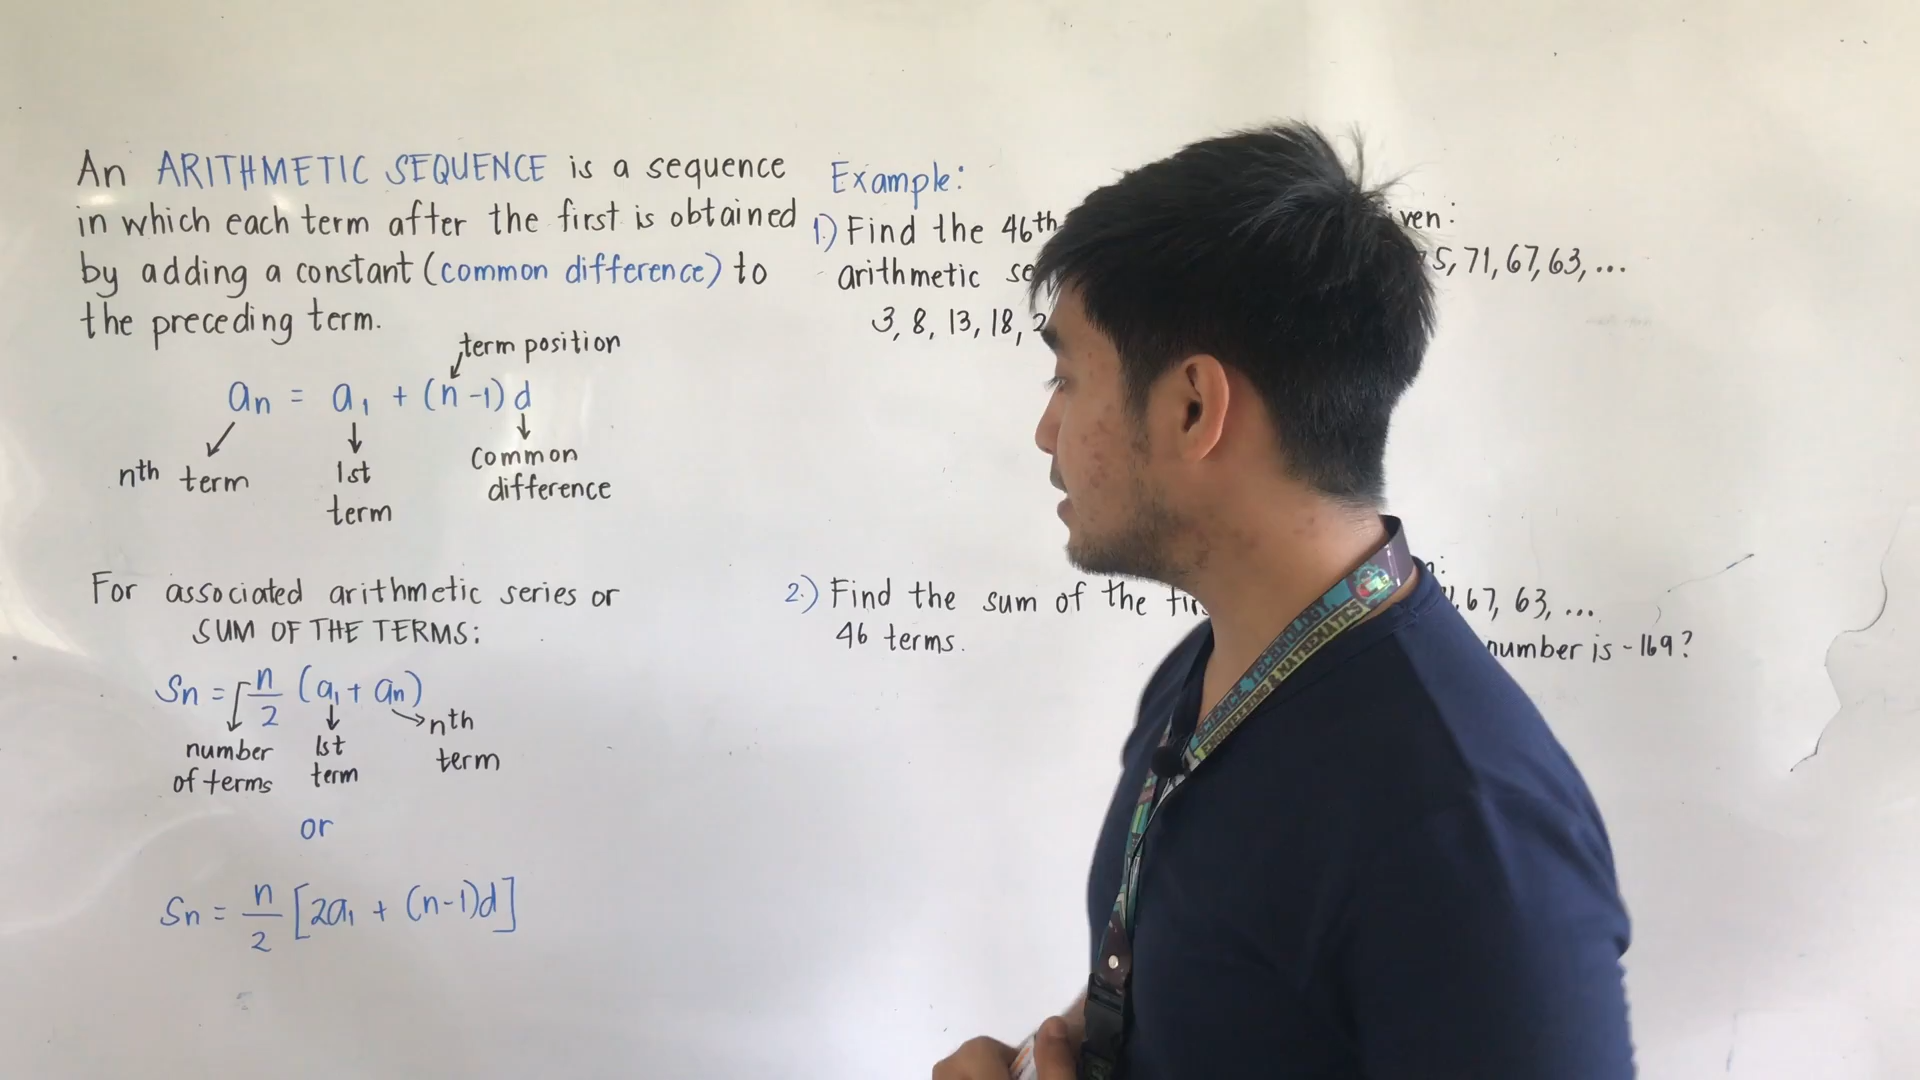 An ARITHMETIC SEQUENCE is a sequence
in which each term after the first is obtained
by adding a constant (common difference) to
the preceding term.
term position
an = a1 + (n-1)d
nth term
1st
term
common
difference
For associated arithmetic series or
SUM OF THE TERMS:
Sn = n/2 (a1 + an)
number
of terms
1st
term
nth
term
or
Sn = n/2 [2a1 + (n-1)d]
Example:
1.) Find the 46th
arithmetic
3, 8, 13, 18,
2.) Find the sum of the
46 terms.
71, 67, 63, ...
67, 63, ...
number is -169?
SCIENCE, TECHNOLOGY,
ENGINEERING & MATHEMATICS